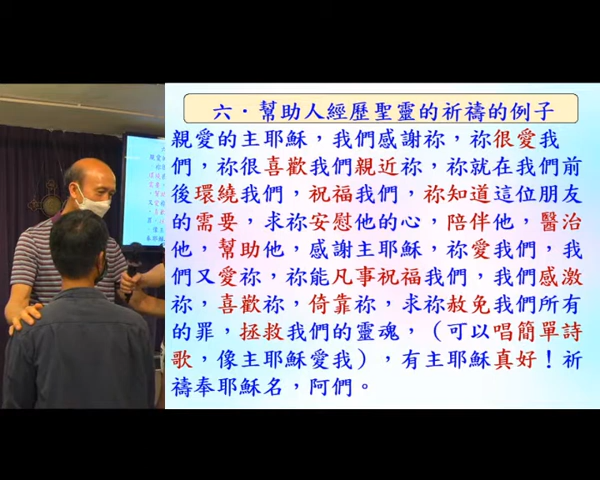 六．幫助人經歷聖靈的祈禱的例子
親愛的主耶穌，我們感謝祢，祢很愛我
們，祢很喜歡我們親近祢，祢就在我們前
後環繞我們，祝福我們，祢知道這位朋友
的需要，求祢安慰他的心，陪伴他，醫治
他，幫助他，感謝主耶穌，祢愛我們，我
們又愛祢，祢能凡事祝福我們，我們感激
祢，喜歡祢，倚靠祢，求祢赦免我們所有
的罪，拯救我們的靈魂，（可以唱簡單詩
歌，像主耶穌愛我），有主耶穌真好！祈
禱奉耶穌名，阿們。